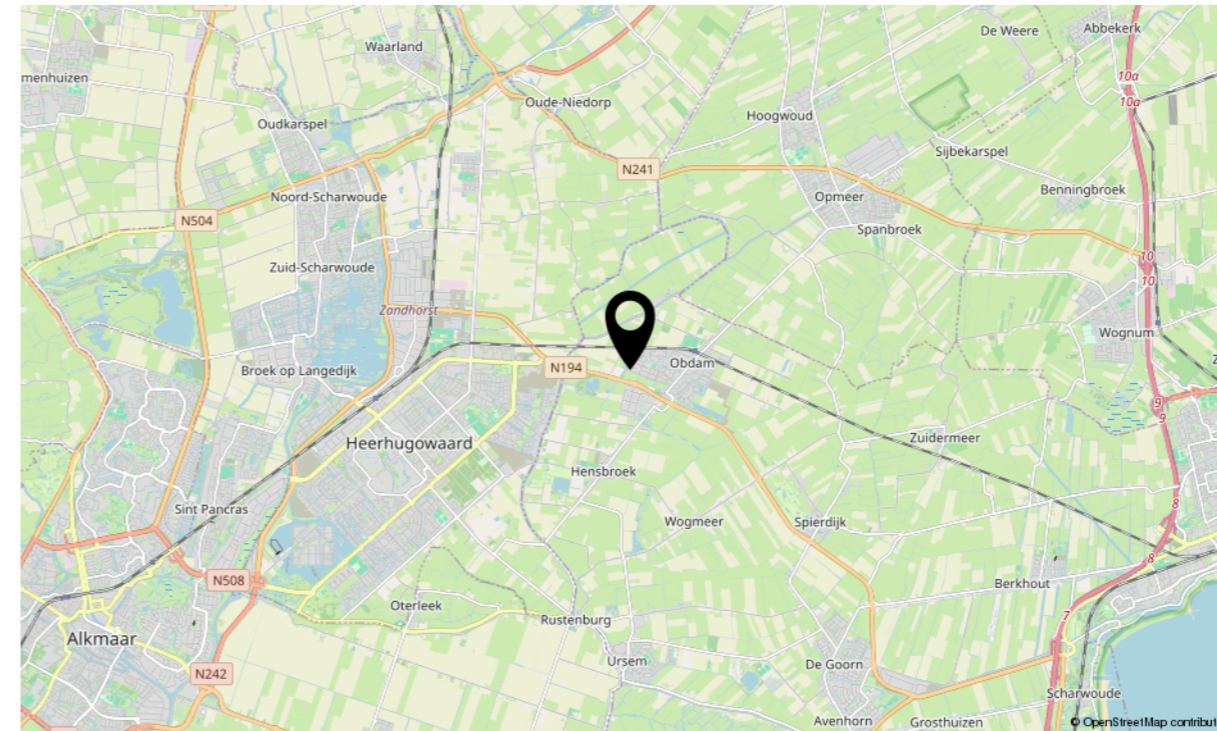 De Weere
Abbekerk
Waarland
menhuizen
10a
10a
Oude-Niedorp
Hoogwoud
Oudkarspel
Sijbekarspel
N241
Benningbroek
Noord-Scharwoude
Opmeer
N504
Spanbroek
10
Zuid-Scharwoude
10
Zandhorst
Wognum
Z
Obdam
N194
Broek op Langedijk
9
9
Heerhugowaard
Zuidermeer
Hensbroek
8
Sint Pancras
Wogmeer
Spierdijk
8
N508
Berkhout
Oterleek
7
Rustenburg
Alkmaar
Ursem
De Goorn
N242
Scharwoude
Avenhorn
Grosthuizen
© OpenStreetMap contribut